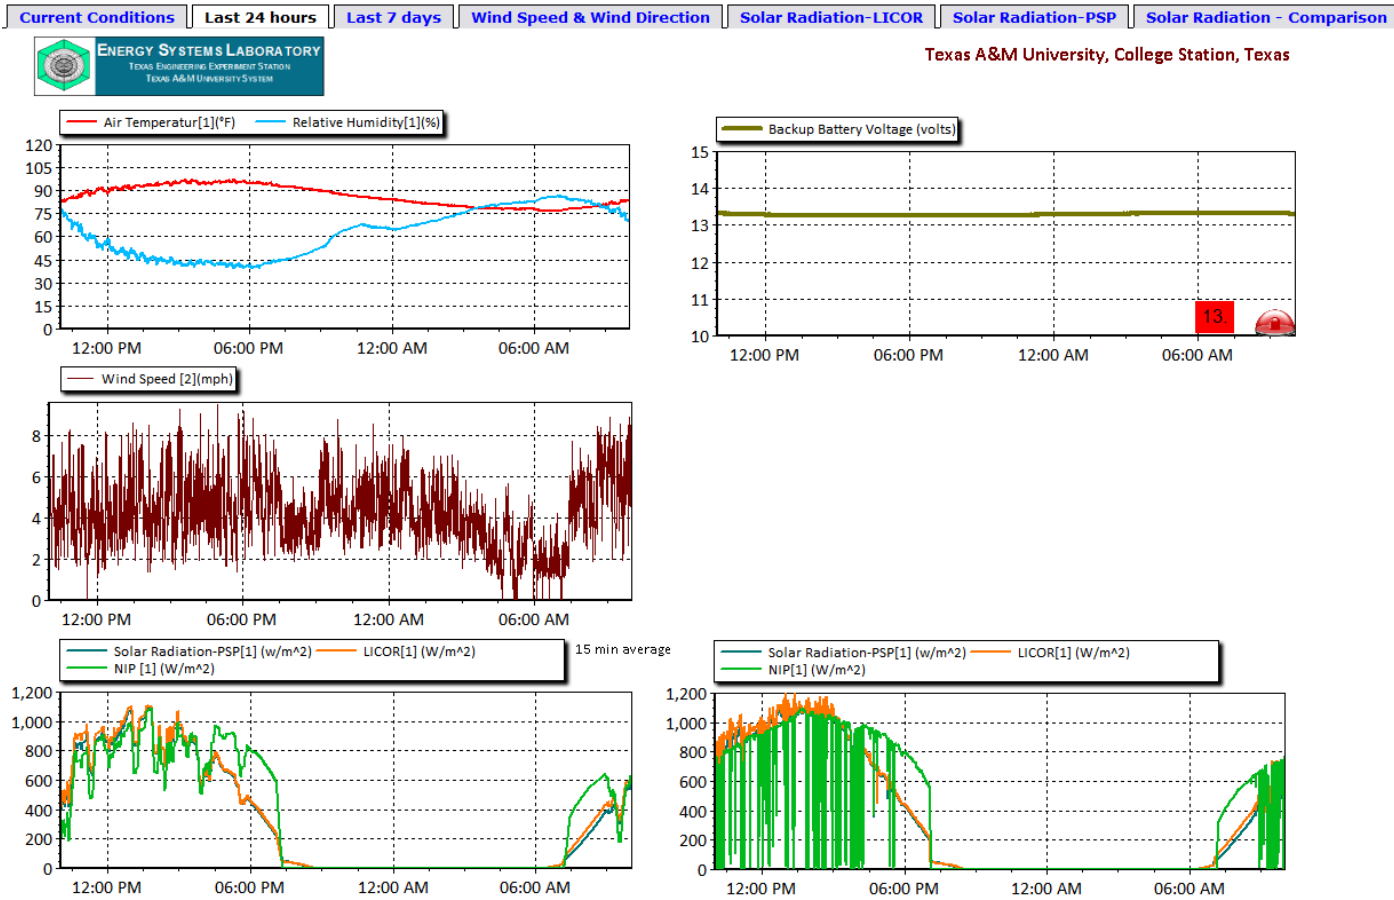 Current Conditions Last 24 hours Last 7 days Wind Speed & Wind Direction Solar Radiation-LICOR Solar Radiation-PSP Solar Radiation - Comparison
ENERGY SYSTEMS LABORATORY
TEXAS ENGINEERING EXPERIMENT STATION
TEXAS A&M UNIVERSITY SYSTEM
Texas A&M University, College Station, Texas
Air Temperatur[1](°F) Relative Humidity[1](%)
120
105
90
75
60
45
30
15
0
12:00 PM 06:00 PM 12:00 AM 06:00 AM
Backup Battery Voltage (volts)
15
14
13
12
11
10
13.
12:00 PM 06:00 PM 12:00 AM 06:00 AM
Wind Speed [2](mph)
8
6
4
2
0
12:00 PM 06:00 PM 12:00 AM 06:00 AM
Solar Radiation-PSP[1] (w/m^2) LICOR[1] (W/m^2)
NIP [1] (W/m^2)
15 min average
1,200
1,000
800
600
400
200
0
12:00 PM 06:00 PM 12:00 AM 06:00 AM
Solar Radiation-PSP[1] (w/m^2) LICOR[1] (W/m^2)
NIP[1] (W/m^2)
1,200
1,000
800
600
400
200
0
12:00 PM 06:00 PM 12:00 AM 06:00 AM